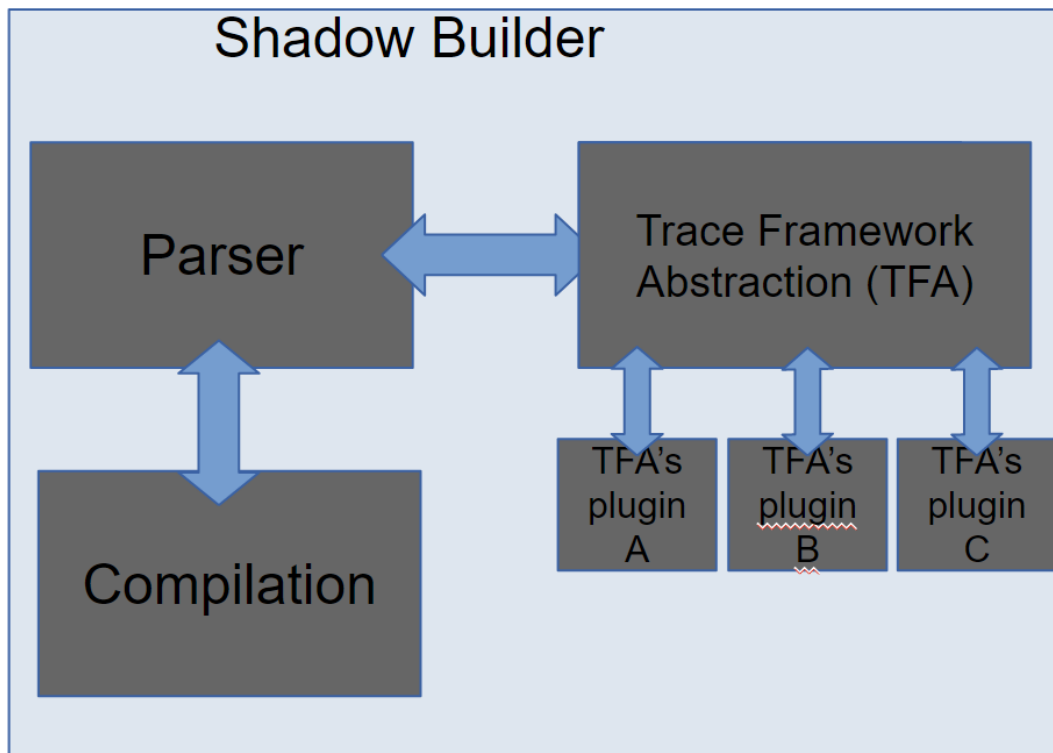 Shadow Builder
Parser
Trace Framework
Abstraction (TFA)
Compilation
TFA's
plugin
A
TFA's
plugin
B
TFA's
plugin
C